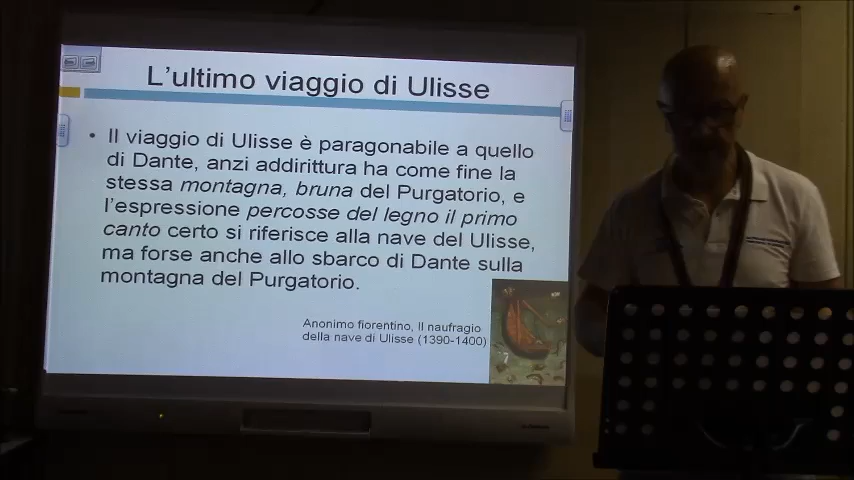 L'ultimo viaggio di Ulisse
• Il viaggio di Ulisse è paragonabile a quello
di Dante, anzi addirittura ha come fine la
stessa montagna, bruna del Purgatorio, e
l'espressione percosse del legno il primo
canto certo si riferisce alla nave del Ulisse,
ma forse anche allo sbarco di Dante sulla
montagna del Purgatorio.
Anonimo fiorentino, Il naufragio
della nave di Ulisse (1390-1400)